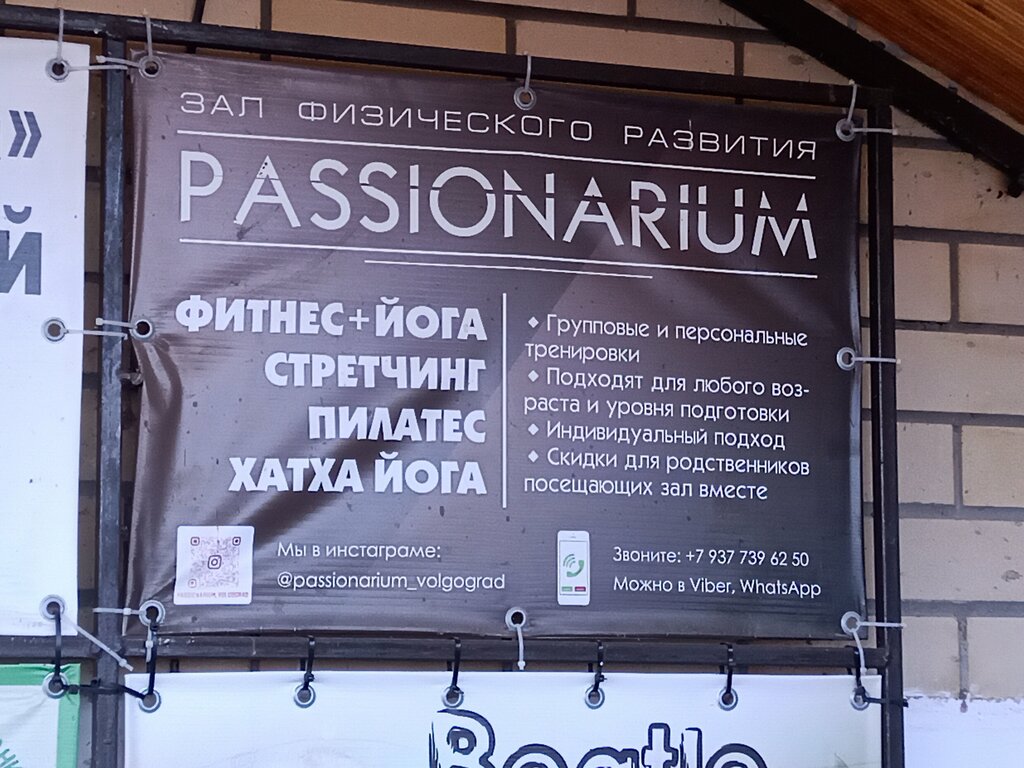 ЗАЛ ФИЗИЧЕСКОГО РАЗВИТИЯ
PASSIONARIUM
ФИТНЕС+ЙОГА
СТРЕТЧИНГ
ПИЛАТЕС
ХАТХА ЙОГА
◆ Групповые и персональные
тренировки
◆ Подходят для любого воз-
раста и уровня подготовки
◆ Индивидуальный подход
◆ Скидки для родственников
посещающих зал вместе
Мы в инстаграме:
@passionarium_volgograd
PASSIONARIUM_VOLGOGRAD
Звоните: +7 937 739 62 50
Можно в Viber, WhatsApp
»
Й
Beatle